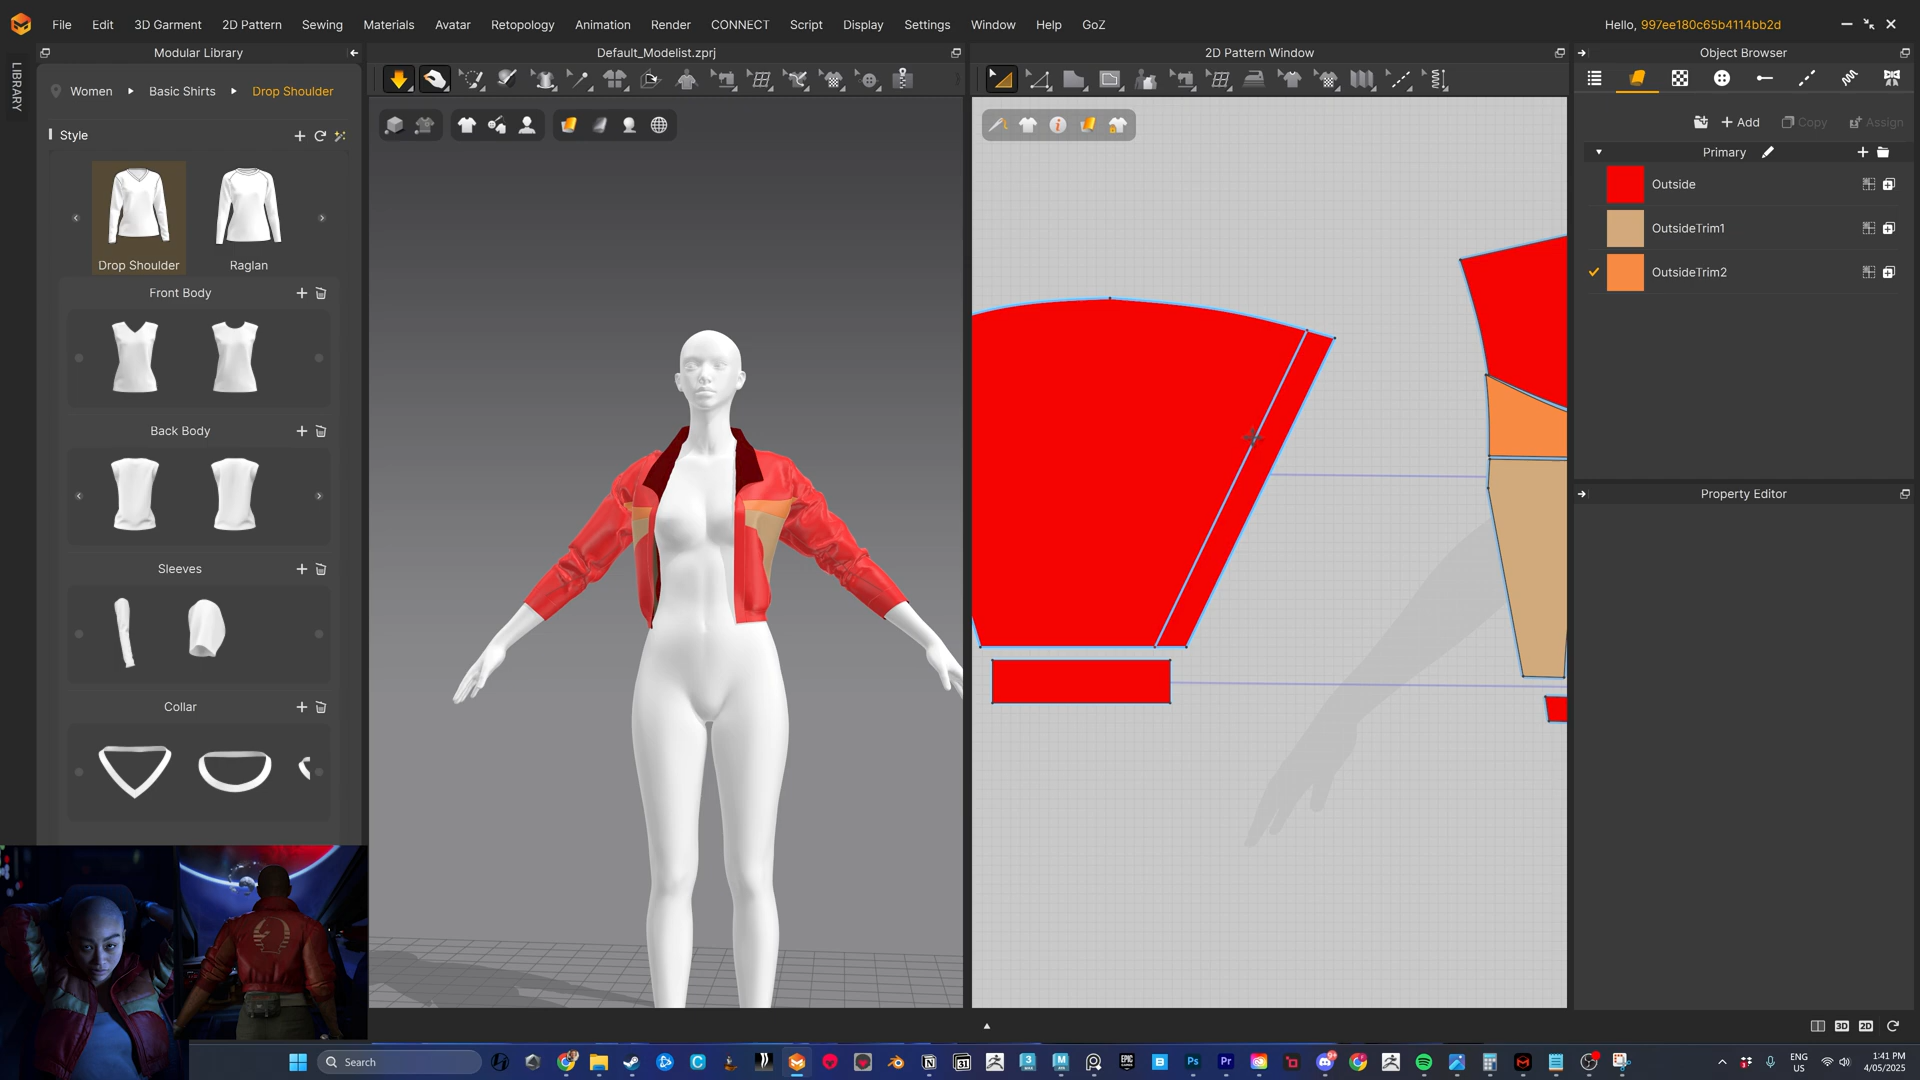 File Edit 3D Garment 2D Pattern Sewing Materials Avatar Retopology Animation Render CONNECT Script Display Settings Window Help GoZ Hello, 997ee180c65b4114bb2d
LIBRARY
Modular Library
Default_Modelist.zprj
2D Pattern Window
Object Browser
Women Basic Shirts Drop Shoulder
Style
Drop Shoulder Raglan
Front Body
Back Body
Sleeves
Collar
Add Copy Assign
Primary
Outside
OutsideTrim1
OutsideTrim2
Property Editor
3D 2D
Search
ENG
US
1:41 PM
4/05/2025